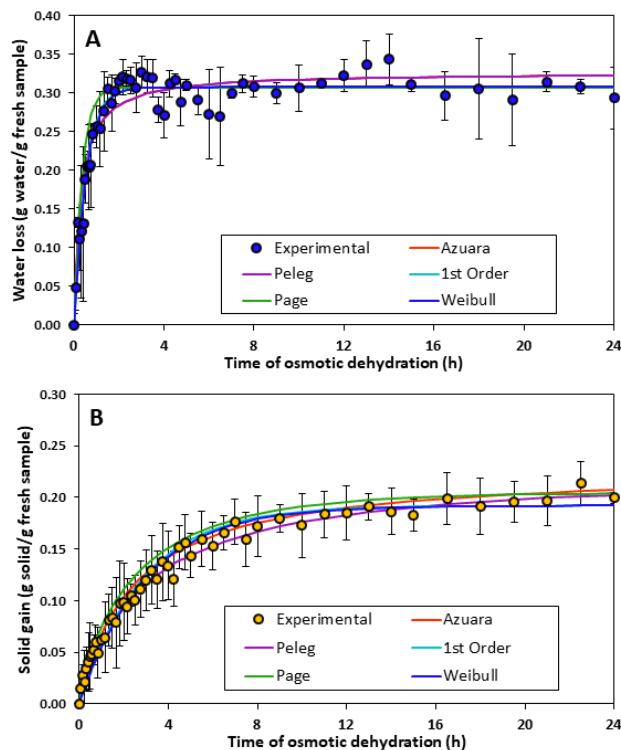 A
Water loss (g water/g fresh sample)
0.40
0.35
0.30
0.25
0.20
0.15
0.10
0.05
0.00
Experimental Azuara
Peleg 1st Order
Page Weibull
0 4 8 12 16 20 24
Time of osmotic dehydration (h)
B
Solid gain (g solid/g fresh sample)
0.30
0.25
0.20
0.15
0.10
0.05
0.00
Experimental Azuara
Peleg 1st Order
Page Weibull
0 4 8 12 16 20 24
Time of osmotic dehydration (h)